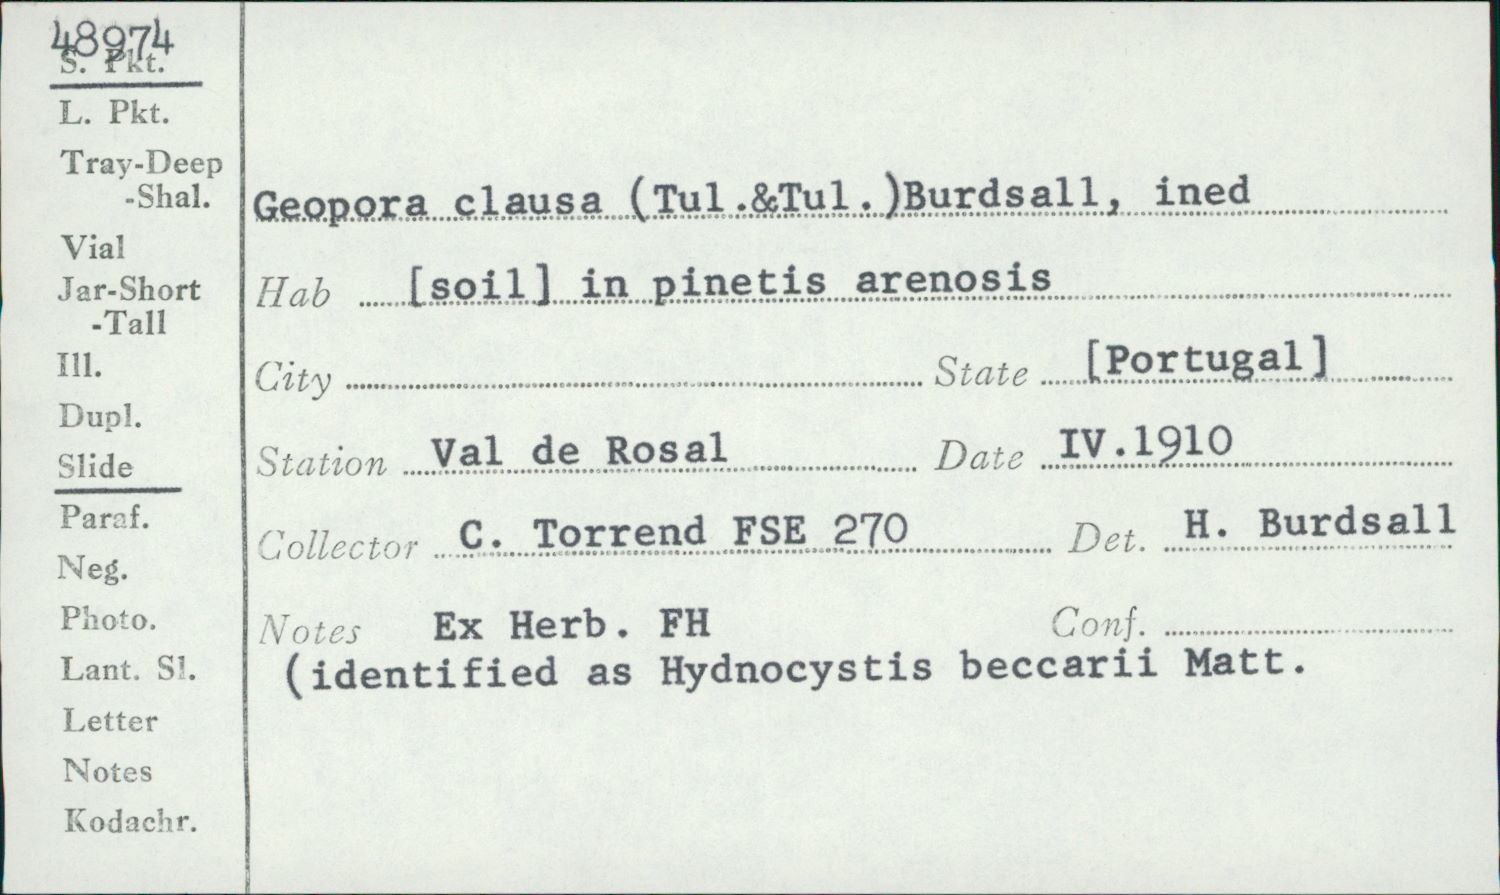 48974
S. Pkt.
L. Pkt.
Tray-Deep
-Shal.
Vial
Jar-Short
-Tall
Ill.
Dupl.
Slide
Paraf.
Neg.
Photo.
Lant. Sl.
Letter
Notes
Kodachr.
Geopora clausa (Tul.&Tul.)Burdsall, ined
Hab [soil] in pinetis arenosis
City State [Portugal]
Station Val de Rosal Date IV.1910
Collector C. Torrend FSE 270 Det. H. Burdsall
Notes Ex Herb. FH Conf.
(identified as Hydnocystis beccarii Matt.